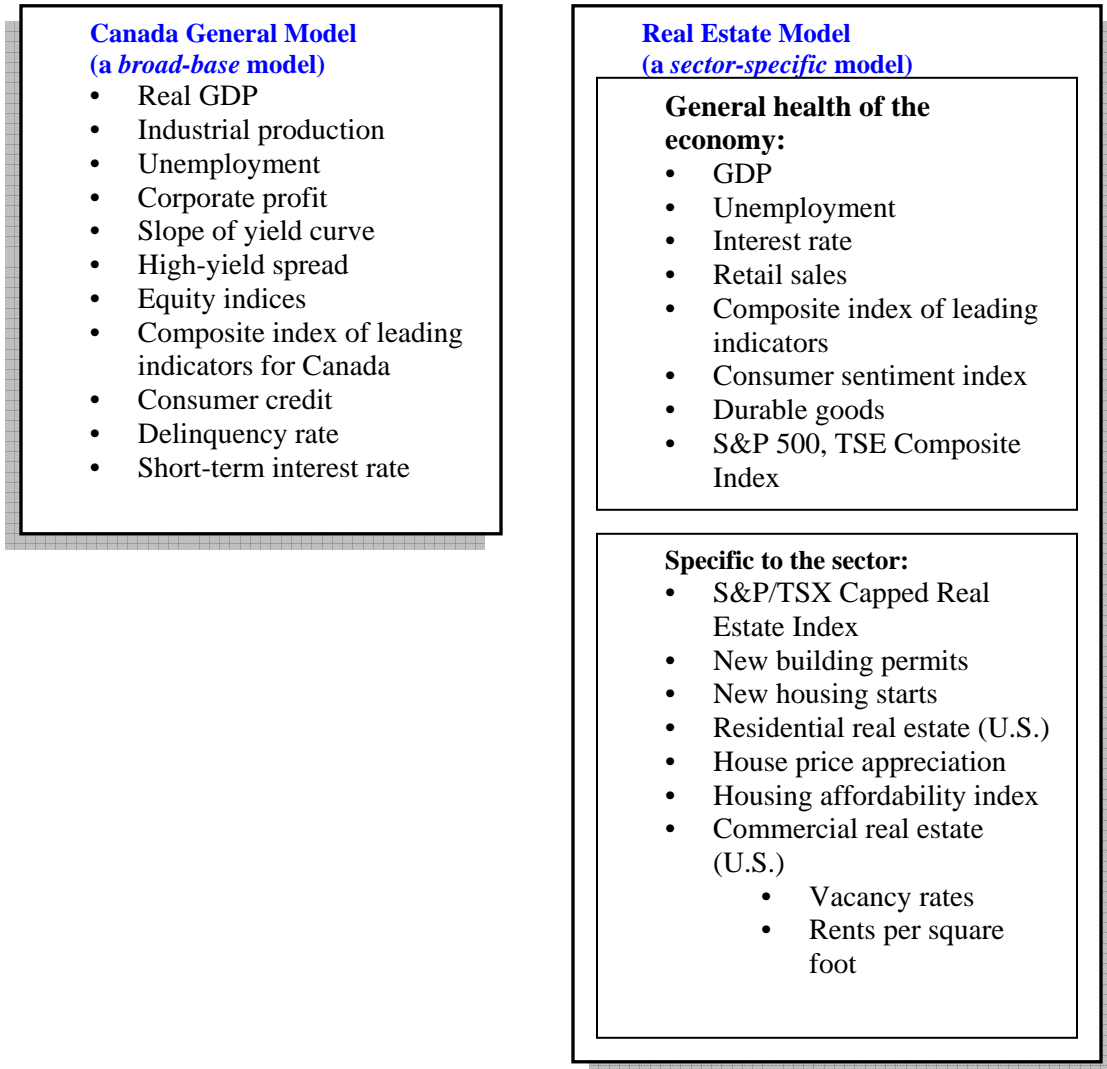 Canada General Model
(a broad-base model)
• Real GDP
• Industrial production
• Unemployment
• Corporate profit
• Slope of yield curve
• High-yield spread
• Equity indices
• Composite index of leading
indicators for Canada
• Consumer credit
• Delinquency rate
• Short-term interest rate
Real Estate Model
(a sector-specific model)
General health of the
economy:
• GDP
• Unemployment
• Interest rate
• Retail sales
• Composite index of leading
indicators
• Consumer sentiment index
• Durable goods
• S&P 500, TSE Composite
Index
Specific to the sector:
• S&P/TSX Capped Real
Estate Index
• New building permits
• New housing starts
• Residential real estate (U.S.)
• House price appreciation
• Housing affordability index
• Commercial real estate
(U.S.)
• Vacancy rates
• Rents per square
foot